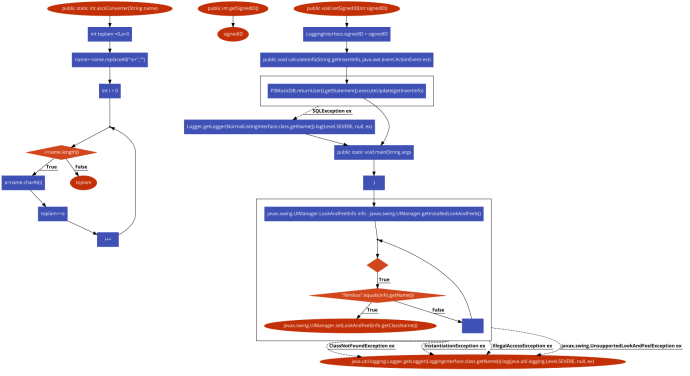 public static int asckConverter(String name)
int toplam =0,a=0
name= name.replaceAll("\s+","")
int i = 0
i<name.length()
True
False
a=name.charAt(i)
toplam
toplam+=a
i++
public int getSignedID()
signedID
public void setSignedID(int signedID)
LoggingInterface.signedID = signedID
public void calculateInfo(String getInsertInfo, java.awt.event.ActionEvent evt)
P3MusicDB.returnUser().getStatement().executeUpdate(getInsertInfo)
SQLException ex
Logger.getLogger(NormalListingInterface.class.getName()).log(Level.SEVERE, null, ex)
public static void main(String args
)
javax.swing.UIManager.LookAndFeelInfo info : javax.swing.UIManager.getInstalledLookAndFeels()
True
"Nimbus".equals(info.getName())
True
False
javax.swing.UIManager.setLookAndFeel(info.getClassName())
ClassNotFoundException ex
InstantiationException ex
IllegalAccessException ex
javax.swing.UnsupportedLookAndFeelException ex
java.util.logging.Logger.getLogger(LoggingInterface.class.getName()).log(java.util.logging.Level.SEVERE, null, ex)